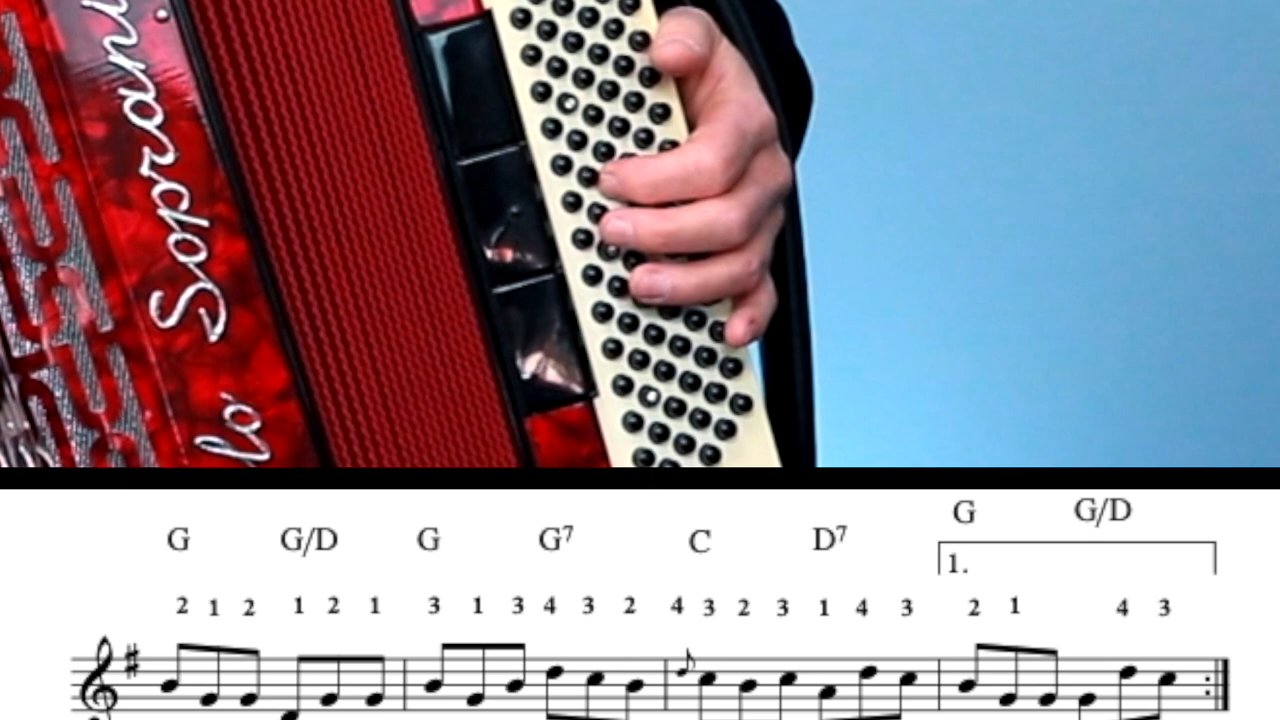 Soprani
G G/D G G7 C D7 G G/D
1.
2 1 2 1 2 1 3 1 3 4 3 2 4 3 2 3 1 4 3 2 1 4 3